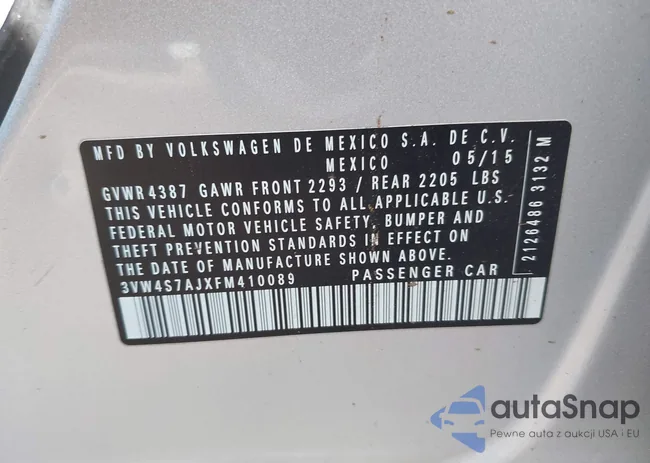 MFD BY VOLKSWAGEN DE MEXICO S.A. DE C.V.
MEXICO 05/15
GVWR 4387 GAWR FRONT 2293 / REAR 2205 LBS
THIS VEHICLE CONFORMS TO ALL APPLICABLE U.S.
FEDERAL MOTOR VEHICLE SAFETY, BUMPER AND
THEFT PREVENTION STANDARDS IN EFFECT ON
THE DATE OF MANUFACTURE SHOWN ABOVE.
3VW4S7AJXFM410089 PASSENGER CAR
2126486 3132 M
autaSnap
Pewne auta z aukcji USA i EU